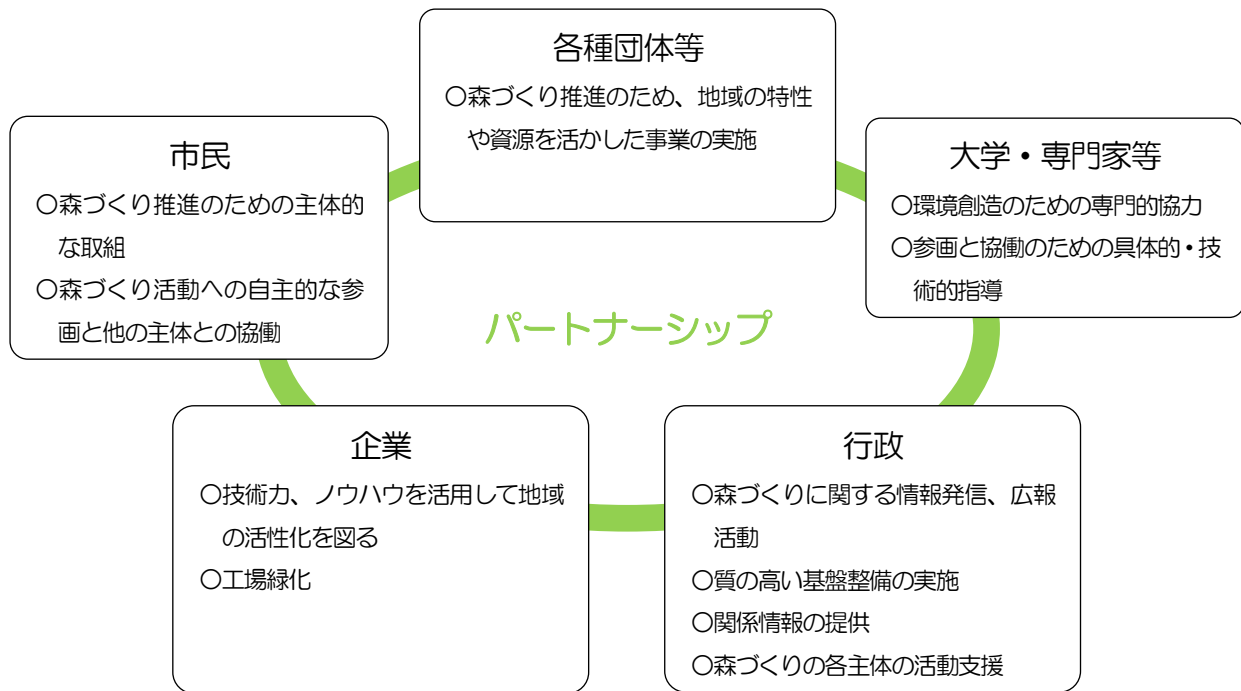 各種団体等
○森づくり推進のため、地域の特性
や資源を活かした事業の実施
市民
○森づくり推進のための主体的
な取組
○森づくり活動への自主的な参
画と他の主体との協働
大学・専門家等
○環境創造のための専門的協力
○参画と協働のための具体的・技
術的指導
パートナーシップ
企業
○技術力、ノウハウを活用して地域
の活性化を図る
○工場緑化
行政
○森づくりに関する情報発信、広報
活動
○質の高い基盤整備の実施
○関係情報の提供
○森づくりの各主体の活動支援